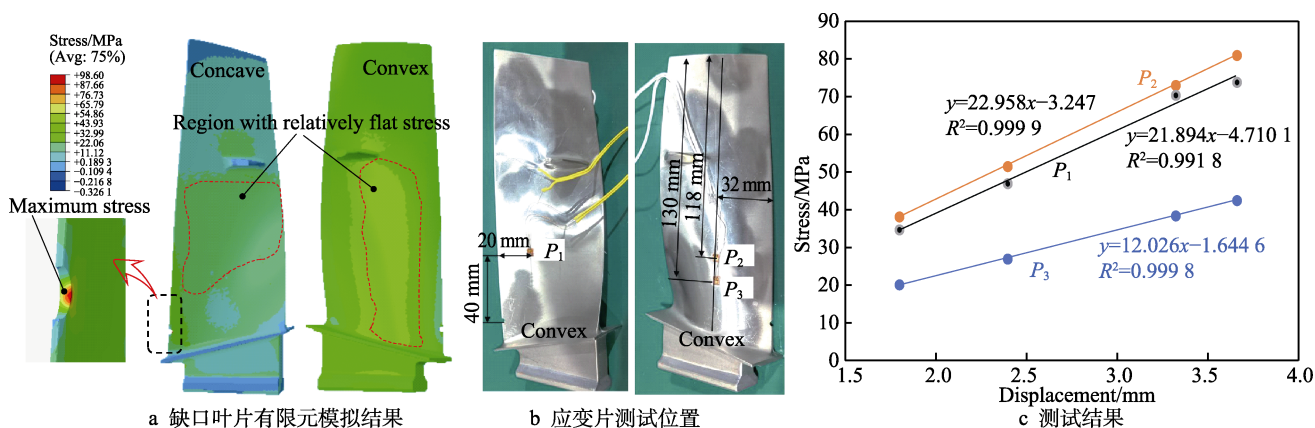 Stress/MPa
(Avg: 75%)
+98.60
+87.66
+76.73
+65.79
+54.86
+43.93
+32.99
+22.06
+11.12
+0.189 3
−0.109 4
−0.216 8
−0.326 1
Maximum stress
Concave
Convex
Region with relatively flat stress
a 缺口叶片有限元模拟结果
20 mm
P₁
40 mm
Convex
130 mm
118 mm
32 mm
P₂
P₃
Convex
b 应变片测试位置
Stress/MPa
90
80
70
60
50
40
30
20
10
0
P₂
y=22.958x−3.247
R²=0.999 9
y=21.894x−4.710 1
R²=0.991 8
P₁
y=12.026x−1.644 6
R²=0.999 8
P₃
1.5
2.0
2.5
3.0
3.5
4.0
Displacement/mm
c 测试结果